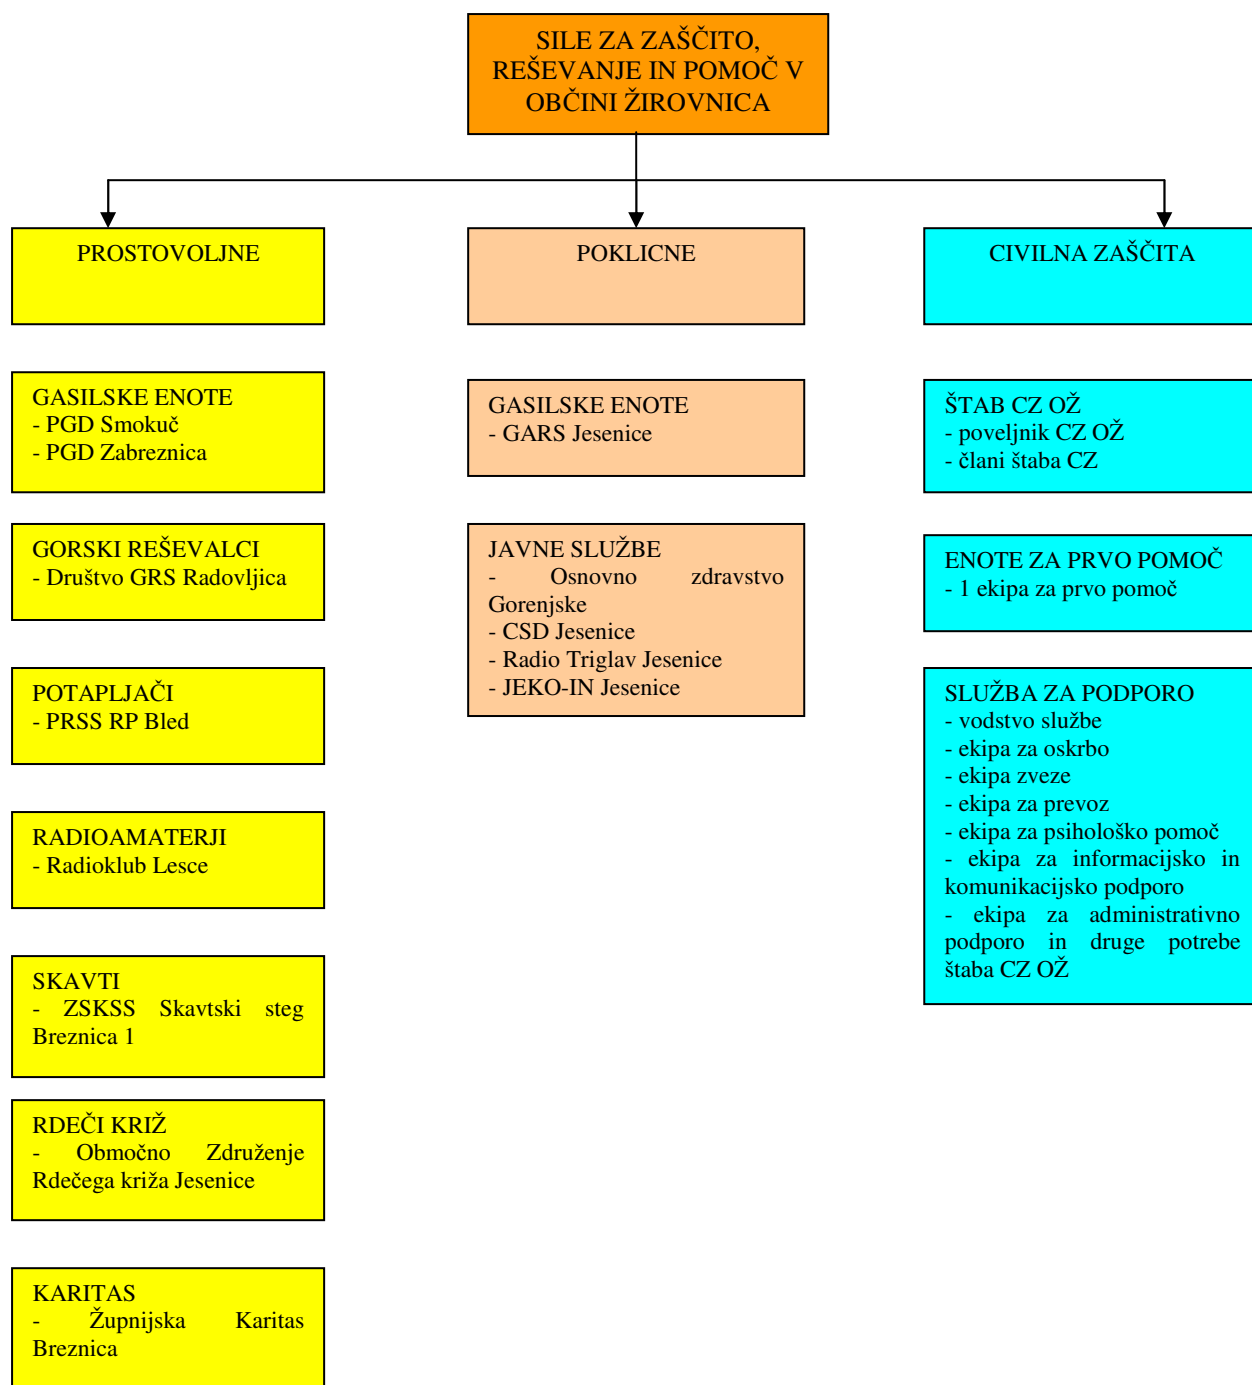 SILE ZA ZAŠČITO,
REŠEVANJE IN POMOČ V
OBČINI ŽIROVNICA
PROSTOVOLJNE
GASILSKE ENOTE
- PGD Smokuč
- PGD Zabreznica
GORSKI REŠEVALCI
- Društvo GRS Radovljica
POTAPLJAČI
- PRSS RP Bled
RADIOAMATERJI
- Radioklub Lesce
SKAVTI
- ZSKSS Skavtski steg
Breznica 1
RDEČI KRIŽ
- Območno Združenje
Rdečega križa Jesenice
KARITAS
- Župnijska Karitas
Breznica
POKLICNE
GASILSKE ENOTE
- GARS Jesenice
JAVNE SLUŽBE
- Osnovno zdravstvo
Gorenjske
- CSD Jesenice
- Radio Triglav Jesenice
- JEKO-IN Jesenice
CIVILNA ZAŠČITA
ŠTAB CZ OŽ
- poveljnik CZ OŽ
- člani štaba CZ
ENOTE ZA PRVO POMOČ
- 1 ekipa za prvo pomoč
SLUŽBA ZA PODPORO
- vodstvo službe
- ekipa za oskrbo
- ekipa zveze
- ekipa za prevoz
- ekipa za psihološko pomoč
- ekipa za informacijsko in
komunikacijsko podporo
- ekipa za administrativno
podporo in druge potrebe
štaba CZ OŽ